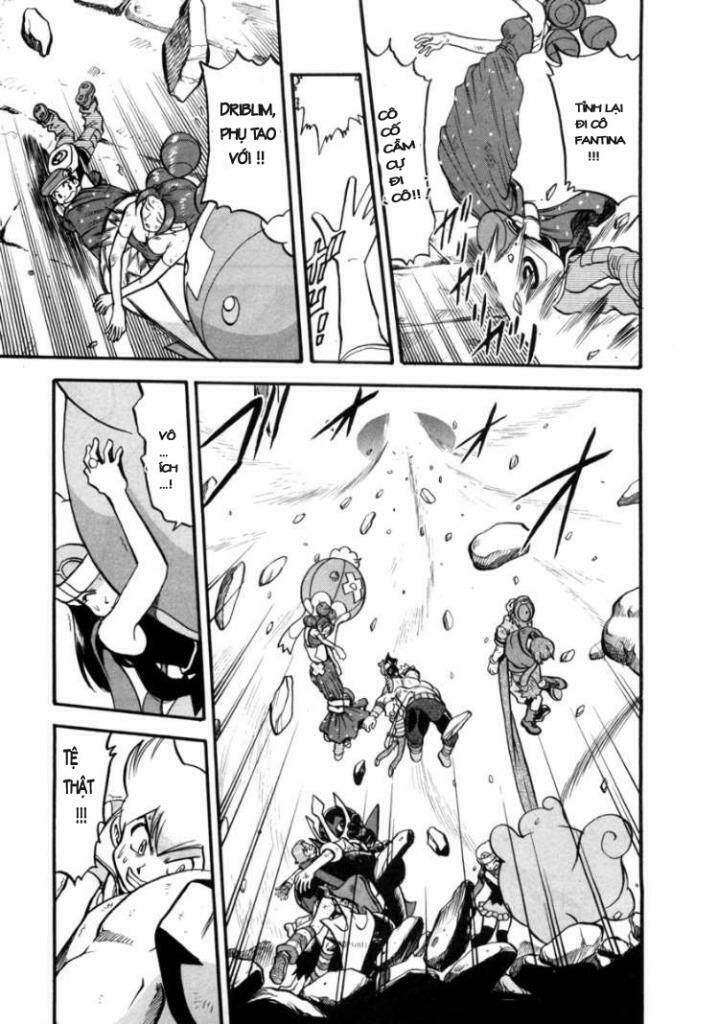 TỈNH LẠI
ĐI CÔ
FANTINA
!!!
CÔ
CỐ
CẦM
CỰ
ĐI
CÔ!!
DRIBLIM,
PHỤ TAO
VỚI !!
VÔ
...
ÍCH
...!
TỆ
THẬT
!!!